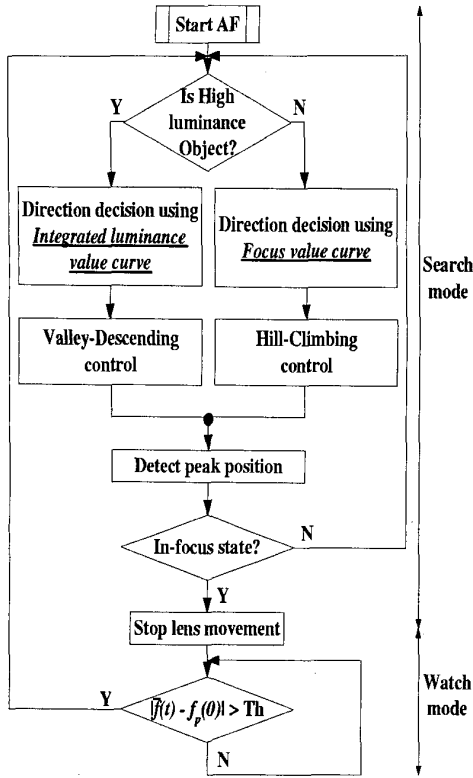 Start AF
Y
Is High
luminance
Object?
N
Direction decision using
Integrated luminance
value curve
Direction decision using
Focus value curve
Search
mode
Valley-Descending
control
Hill-Climbing
control
Detect peak position
In-focus state?
N
Y
Stop lens movement
Y
|f̄(t) - fₚ(0)| > Th
N
Watch
mode